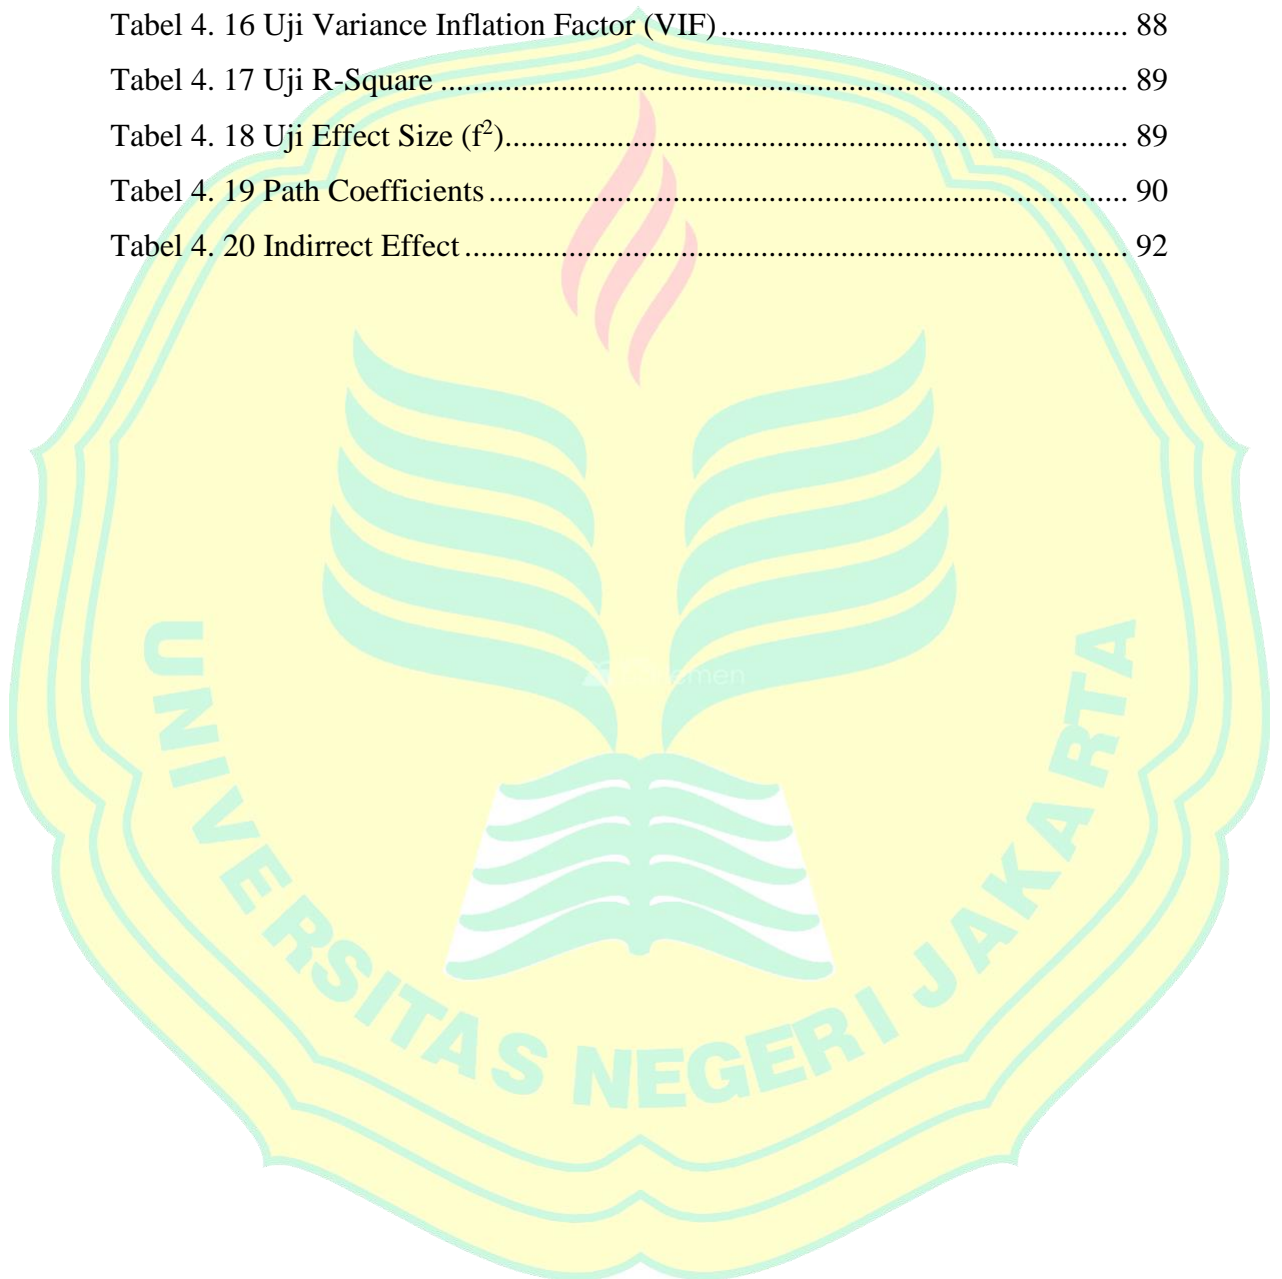 Tabel 4. 16 Uji Variance Inflation Factor (VIF) ........................................ 88
Tabel 4. 17 Uji R-Square ........................................ 89
Tabel 4. 18 Uji Effect Size (f²) ........................................ 89
Tabel 4. 19 Path Coefficients ........................................ 90
Tabel 4. 20 Indirrect Effect ........................................ 92
UNIVERSITAS NEGERI JAKARTA